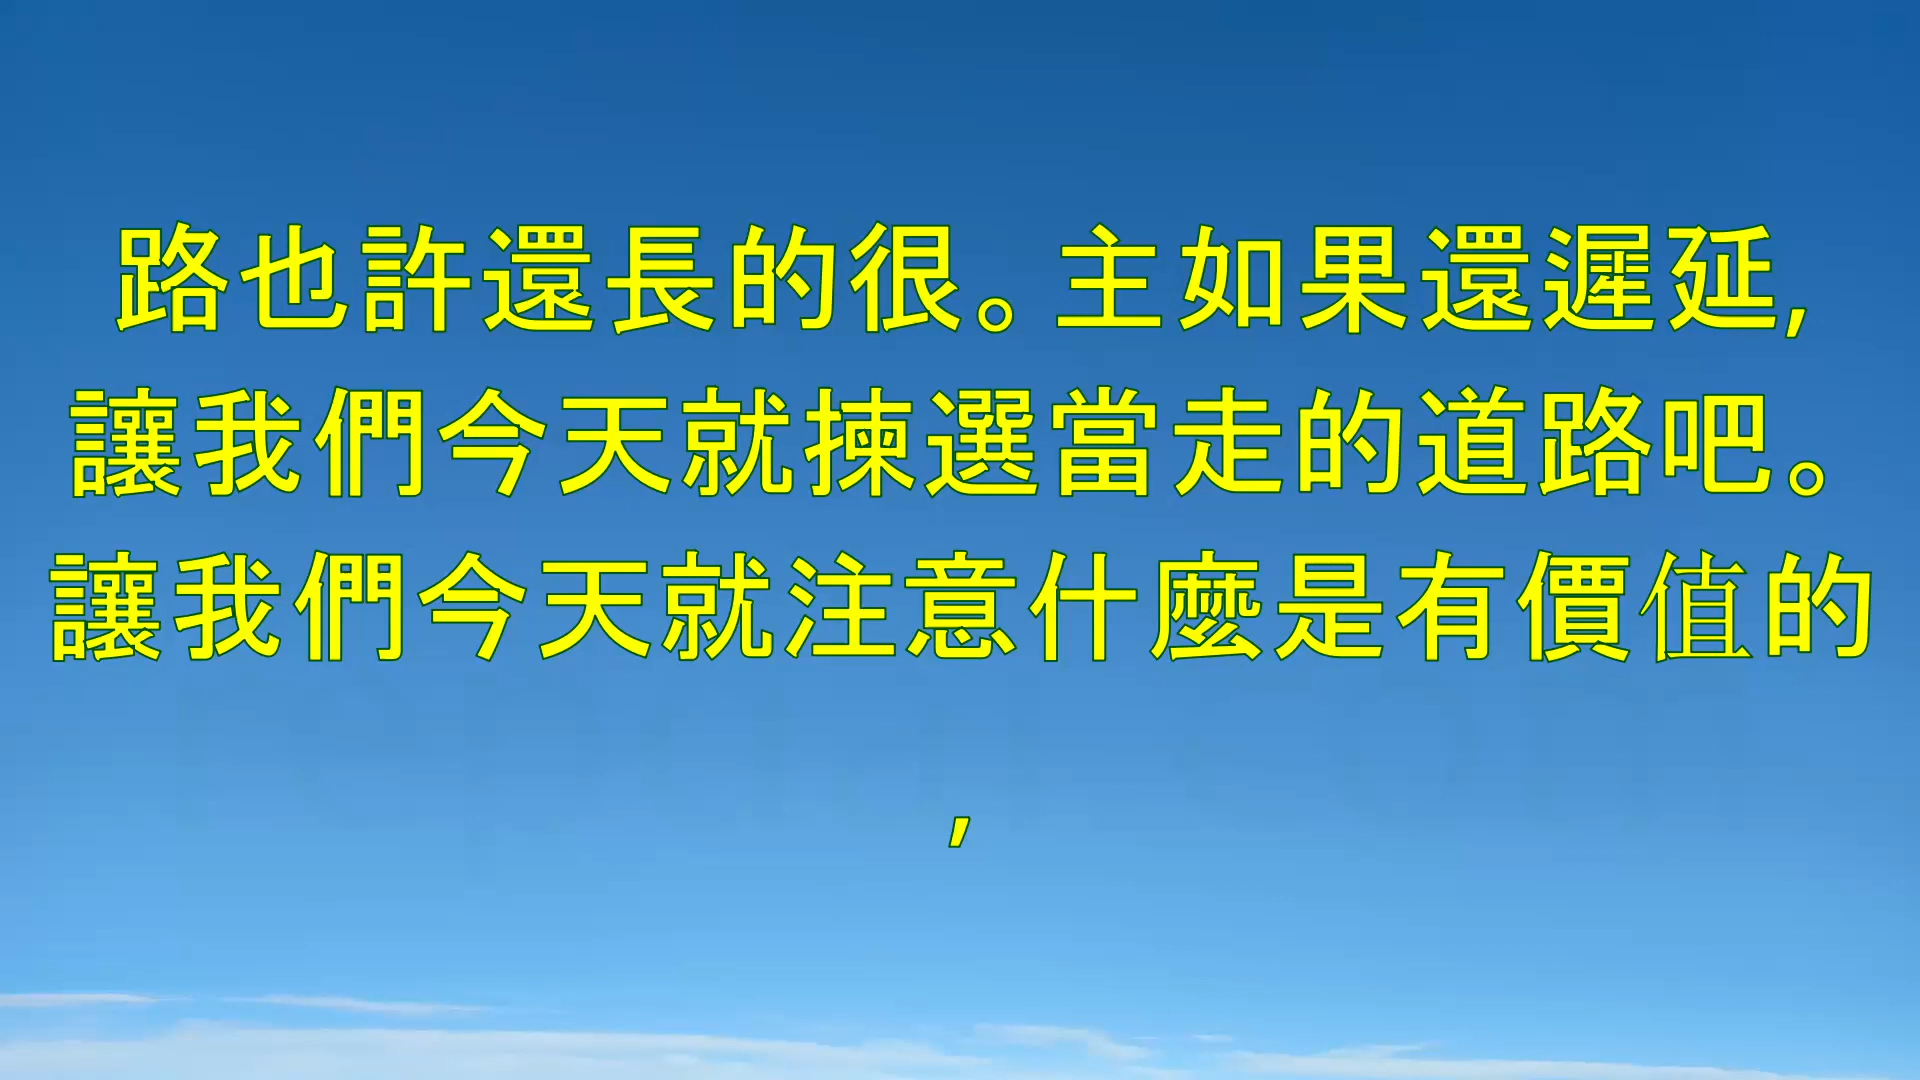 路也許還長的很。主如果還遲延,
讓我們今天就揀選當走的道路吧。
讓我們今天就注意什麼是有價值的
,